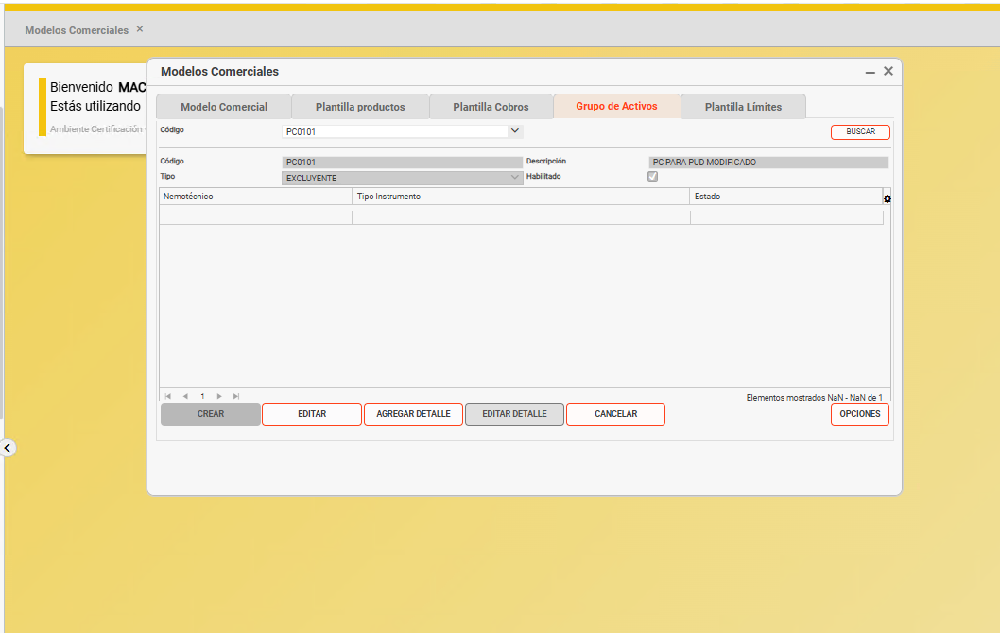 Modelos Comerciales ×
Bienvenido MAC
Estás utilizando
Ambiente Certificación
Modelos Comerciales
Modelo Comercial Plantilla productos Plantilla Cobros Grupo de Activos Plantilla Límites
Código PC0101 BUSCAR
Código PC0101 Descripción PC PARA PUD MODIFICADO
Tipo EXCLUYENTE Habilitado
Nemotécnico Tipo Instrumento Estado
1 Elementos mostrados NaN - NaN de 1
CREAR EDITAR AGREGAR DETALLE EDITAR DETALLE CANCELAR OPCIONES